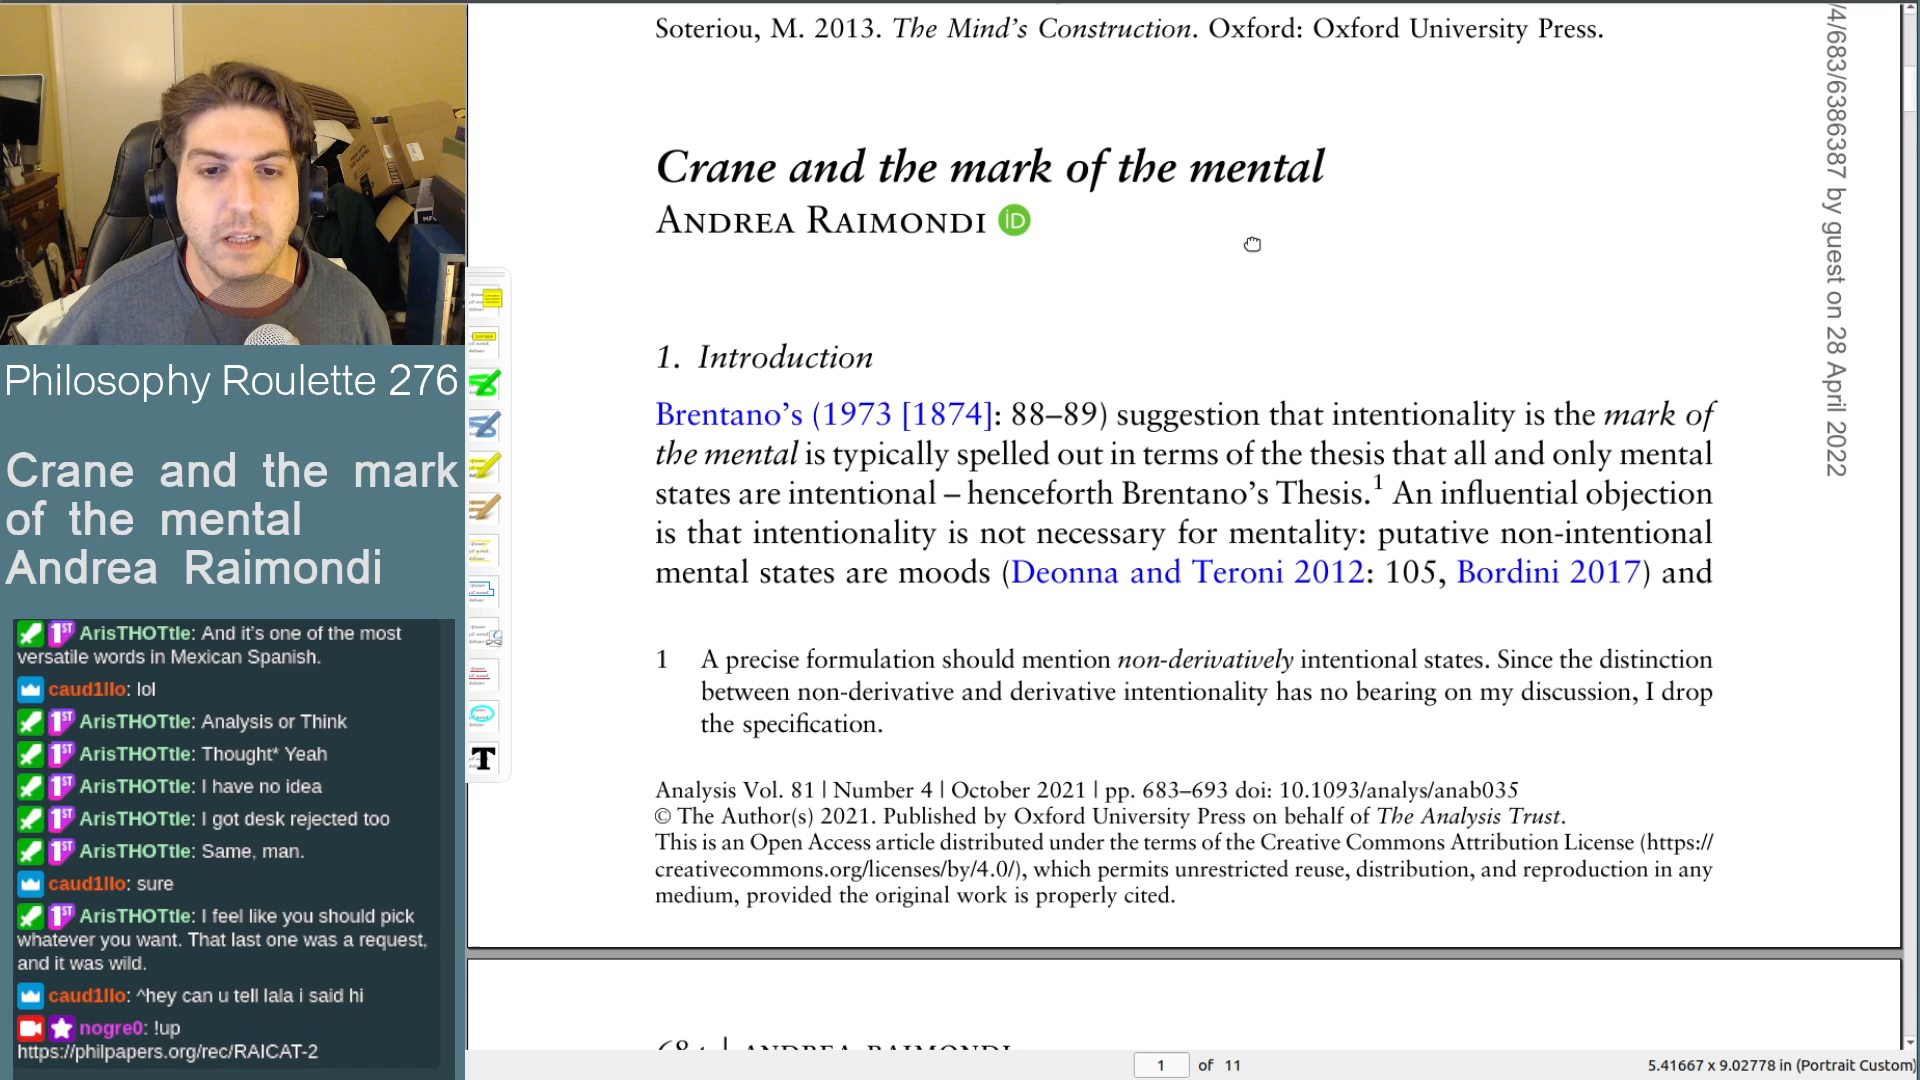 Soteriou, M. 2013. The Mind's Construction. Oxford: Oxford University Press.
Crane and the mark of the mental
ANDREA RAIMONDI iD
1. Introduction
Brentano's (1973 [1874]: 88–89) suggestion that intentionality is the mark of
the mental is typically spelled out in terms of the thesis that all and only mental
states are intentional – henceforth Brentano's Thesis.1 An influential objection
is that intentionality is not necessary for mentality: putative non-intentional
mental states are moods (Deonna and Teroni 2012: 105, Bordini 2017) and
1 A precise formulation should mention non-derivatively intentional states. Since the distinction
between non-derivative and derivative intentionality has no bearing on my discussion, I drop
the specification.
Analysis Vol. 81 | Number 4 | October 2021 | pp. 683–693 doi: 10.1093/analys/anab035
© The Author(s) 2021. Published by Oxford University Press on behalf of The Analysis Trust.
This is an Open Access article distributed under the terms of the Creative Commons Attribution License (https://
creativecommons.org/licenses/by/4.0/), which permits unrestricted reuse, distribution, and reproduction in any
medium, provided the original work is properly cited.
/4/683/6386387 by guest on 28 April 2022
684 | ANDREA RAIMONDI
1 of 11
5.41667 x 9.02778 in (Portrait Custom)
T
Philosophy Roulette 276
Crane and the mark
of the mental
Andrea Raimondi
1ST ArisTHOTtle: And it's one of the most
versatile words in Mexican Spanish.
caud1llo: lol
1ST ArisTHOTtle: Analysis or Think
1ST ArisTHOTtle: Thought* Yeah
1ST ArisTHOTtle: I have no idea
1ST ArisTHOTtle: I got desk rejected too
1ST ArisTHOTtle: Same, man.
caud1llo: sure
1ST ArisTHOTtle: I feel like you should pick
whatever you want. That last one was a request,
and it was wild.
caud1llo: ^hey can u tell lala i said hi
nogre0: !up
https://philpapers.org/rec/RAICAT-2